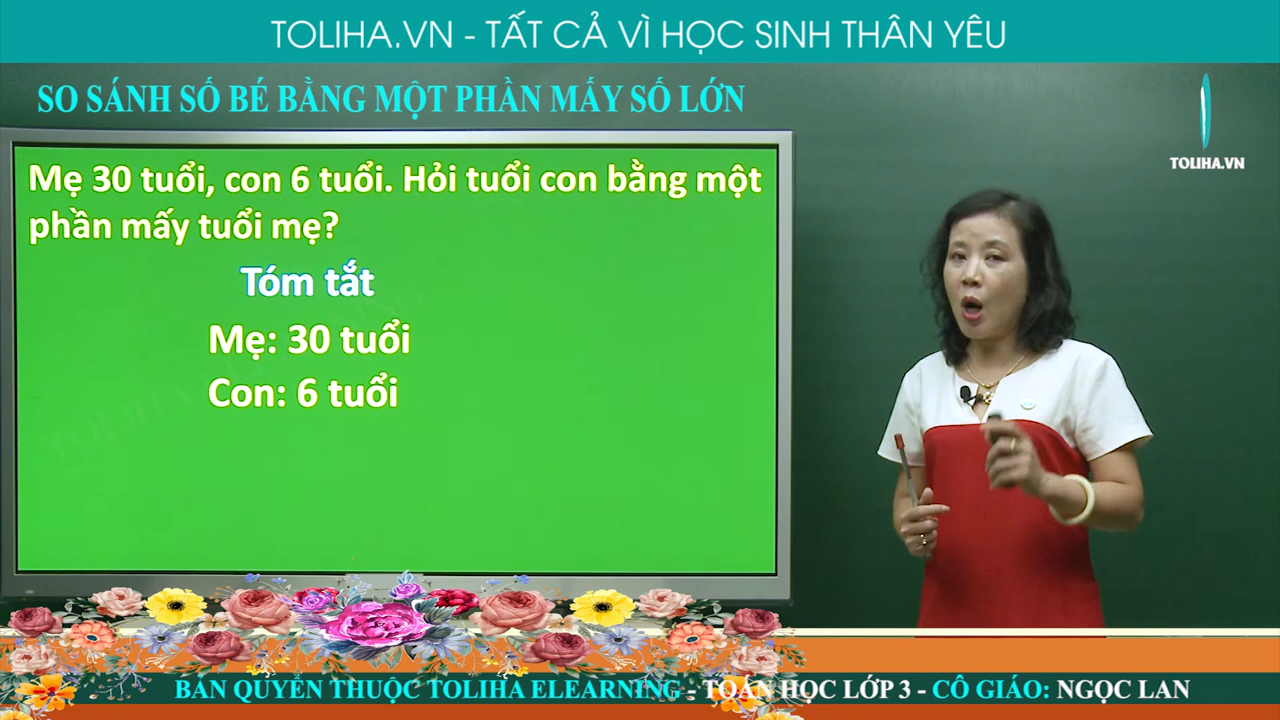 TOLIHA.VN - TẤT CẢ VÌ HỌC SINH THÂN YÊU
SO SÁNH SỐ BÉ BẰNG MỘT PHẦN MẤY SỐ LỚN
TOLIHA.VN
Mẹ 30 tuổi, con 6 tuổi. Hỏi tuổi con bằng một
phần mấy tuổi mẹ?
Tóm tắt
Mẹ: 30 tuổi
Con: 6 tuổi
BẢN QUYỀN THUỘC TOLIHA ELEARNING - TOÁN HỌC LỚP 3 - CÔ GIÁO: NGỌC LAN